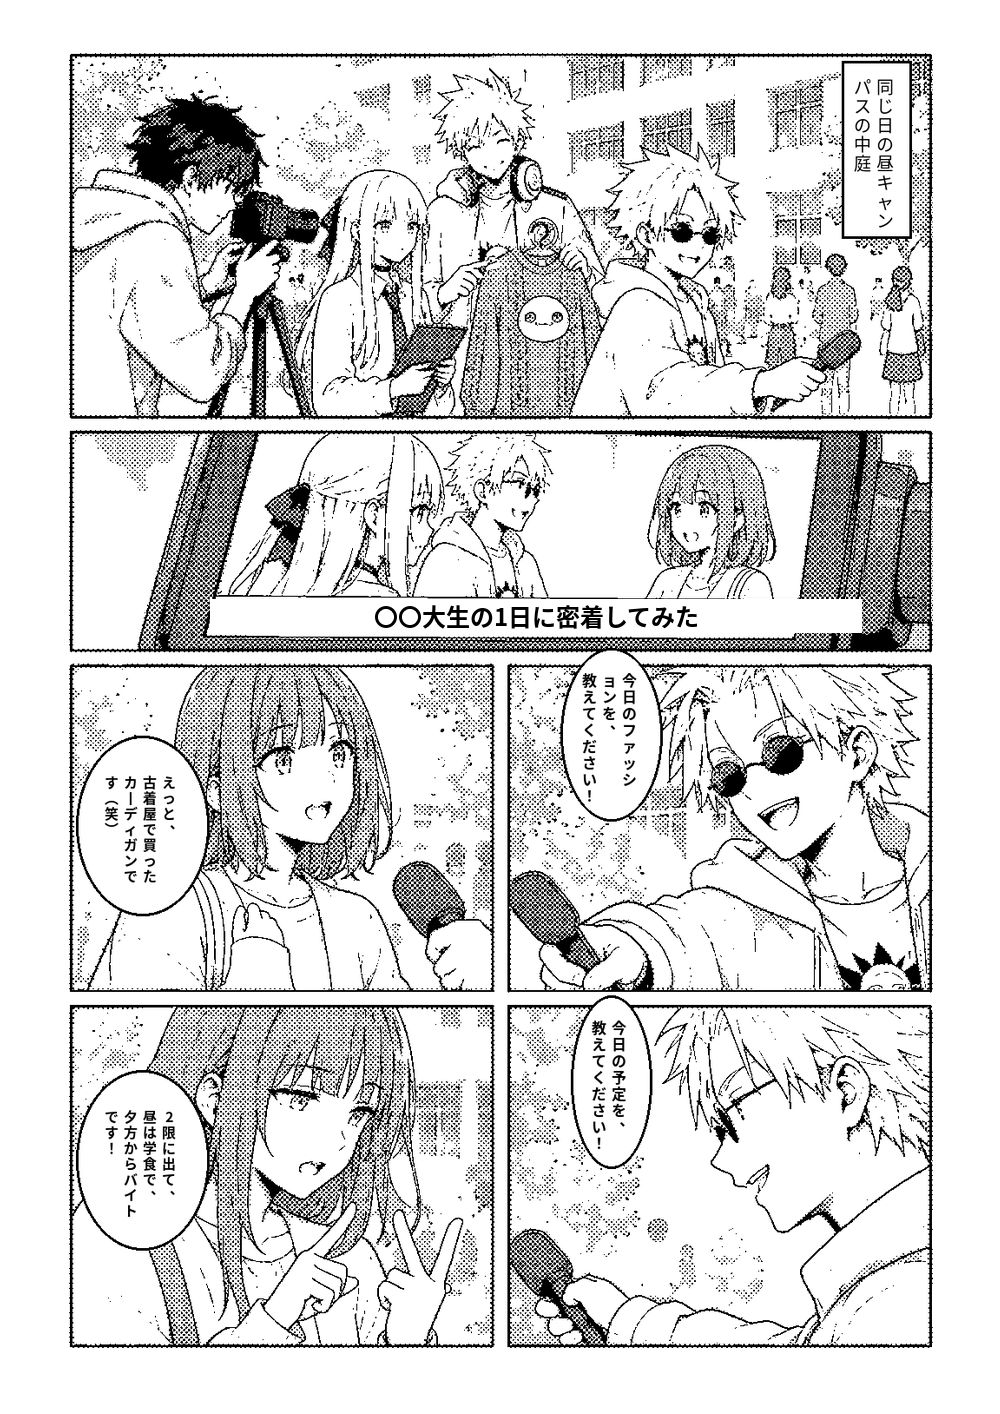 同じ日の昼キャン
パスの中庭
〇〇大生の1日に密着してみた
今日のファッシ
ョンを、
教えてください!
えっと、
古着屋で買った
カーディガンで
す（笑）
今日の予定を、
教えてください!
2限に出て、
昼は学食で、
夕方からバイト
です!